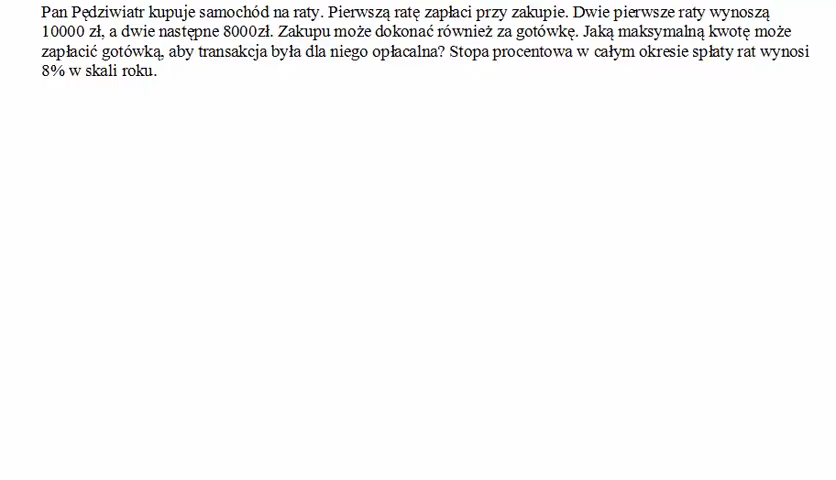 Pan Pędziwiatr kupuje samochód na raty. Pierwszą ratę zapłaci przy zakupie. Dwie pierwsze raty wynoszą
10000 zł, a dwie następne 8000zł. Zakupu może dokonać również za gotówkę. Jaką maksymalną kwotę może
zapłacić gotówką, aby transakcja była dla niego opłacalna? Stopa procentowa w całym okresie spłaty rat wynosi
8% w skali roku.